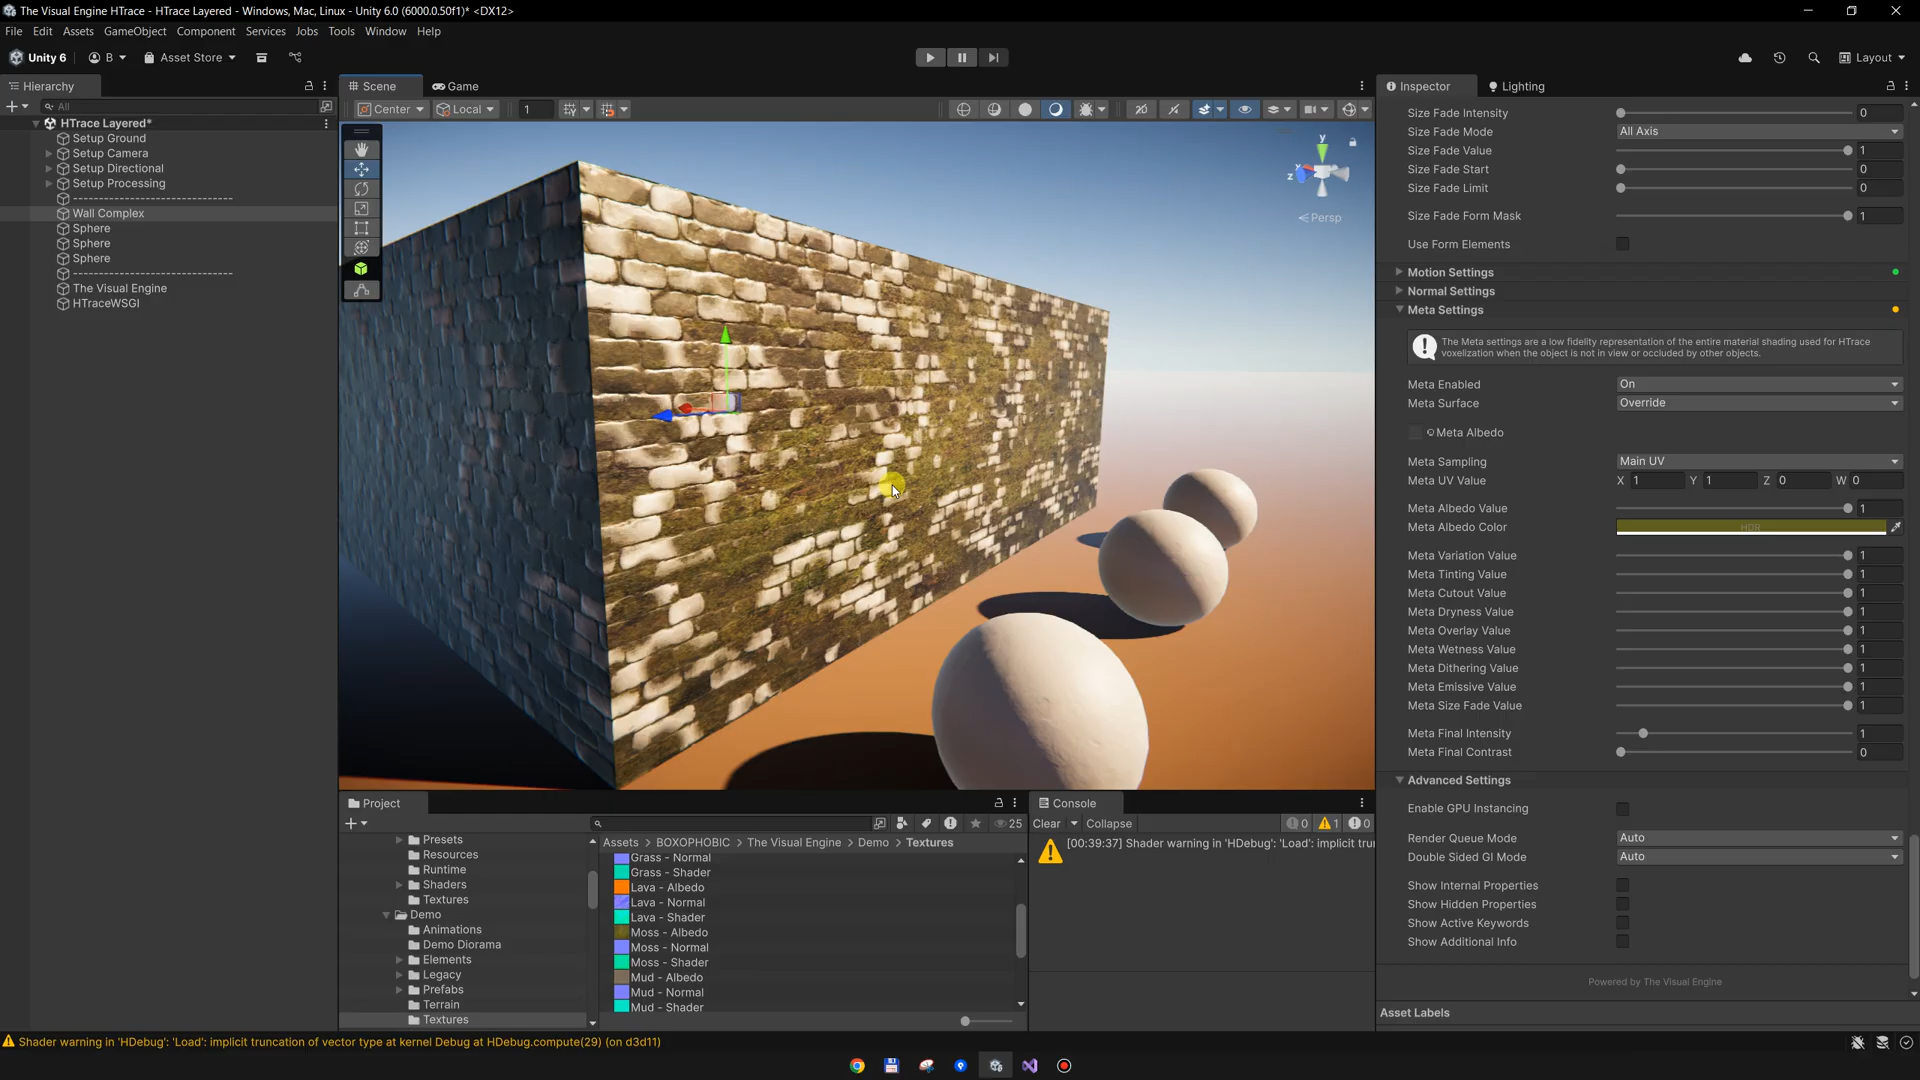 The Visual Engine HTrace - HTrace Layered - Windows, Mac, Linux - Unity 6.0 (6000.0.50f1)* <DX12>
File Edit Assets GameObject Component Services Jobs Tools Window Help
Unity 6 B Asset Store Layout
Hierarchy
All
HTrace Layered*
Setup Ground
Setup Camera
Setup Directional
Setup Processing
------------------------------
Wall Complex
Sphere
Sphere
Sphere
------------------------------
The Visual Engine
HTraceWSGI
Scene Game
Center Local 1
y
x
z
Persp
Inspector Lighting
Size Fade Intensity 0
Size Fade Mode All Axis
Size Fade Value 1
Size Fade Start 0
Size Fade Limit 0
Size Fade Form Mask 1
Use Form Elements
Motion Settings
Normal Settings
Meta Settings
The Meta settings are a low fidelity representation of the entire material shading used for HTrace
voxelization when the object is not in view or occluded by other objects.
Meta Enabled On
Meta Surface Override
Meta Albedo
Meta Sampling Main UV
Meta UV Value X 1 Y 1 Z 0 W 0
Meta Albedo Value 1
Meta Albedo Color HDR
Meta Variation Value 1
Meta Tinting Value 1
Meta Cutout Value 1
Meta Dryness Value 1
Meta Overlay Value 1
Meta Wetness Value 1
Meta Dithering Value 1
Meta Emissive Value 1
Meta Size Fade Value 1
Meta Final Intensity 1
Meta Final Contrast 0
Advanced Settings
Enable GPU Instancing
Render Queue Mode Auto
Double Sided GI Mode Auto
Show Internal Properties
Show Hidden Properties
Show Active Keywords
Show Additional Info
Powered by The Visual Engine
Asset Labels
Project
25
Presets
Resources
Runtime
Shaders
Textures
Demo
Animations
Demo Diorama
Elements
Legacy
Prefabs
Terrain
Textures
Assets > BOXOPHOBIC > The Visual Engine > Demo > Textures
Grass - Normal
Grass - Shader
Lava - Albedo
Lava - Normal
Lava - Shader
Moss - Albedo
Moss - Normal
Moss - Shader
Mud - Albedo
Mud - Normal
Mud - Shader
Console
Clear Collapse 0 1 0
[00:39:37] Shader warning in 'HDebug': 'Load': implicit trun
Shader warning in 'HDebug': 'Load': implicit truncation of vector type at kernel Debug at HDebug.compute(29) (on d3d11)